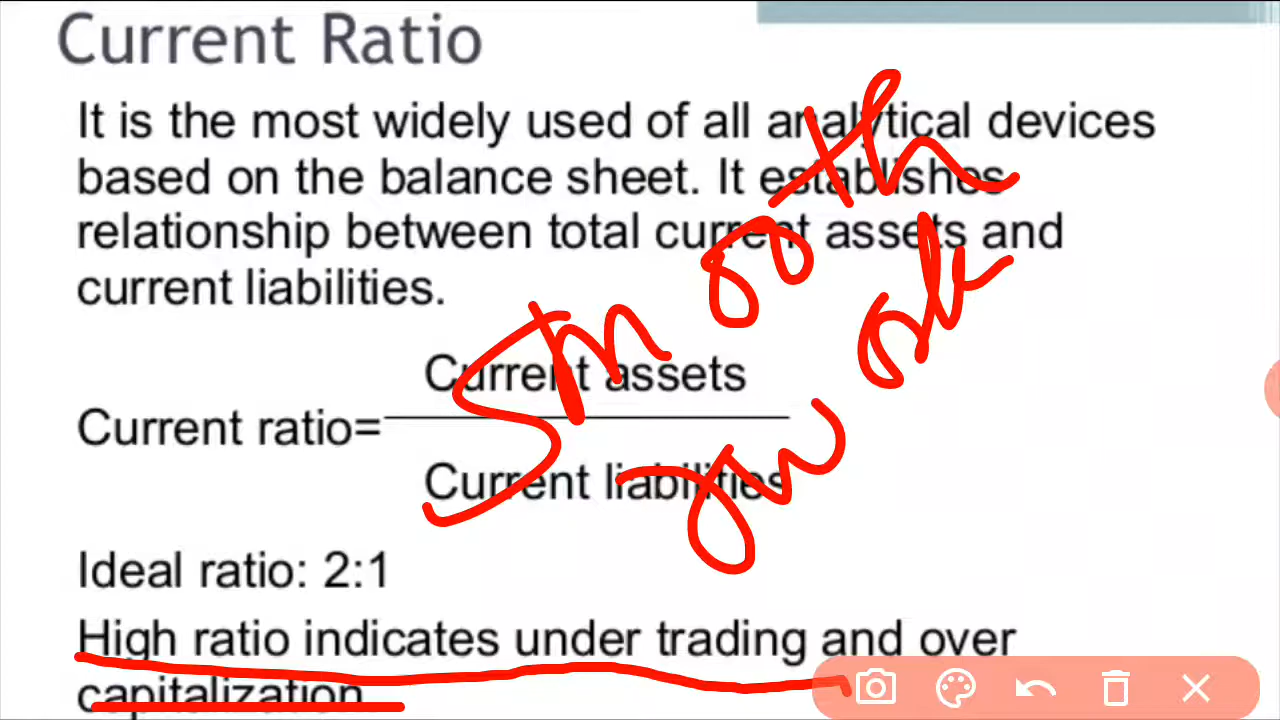 Current Ratio
It is the most widely used of all analytical devices
based on the balance sheet. It establishes
relationship between total current assets and
current liabilities.
Current assets
Current ratio=
Current liabilities
Ideal ratio: 2:1
High ratio indicates under trading and over
capitalization
Smooth